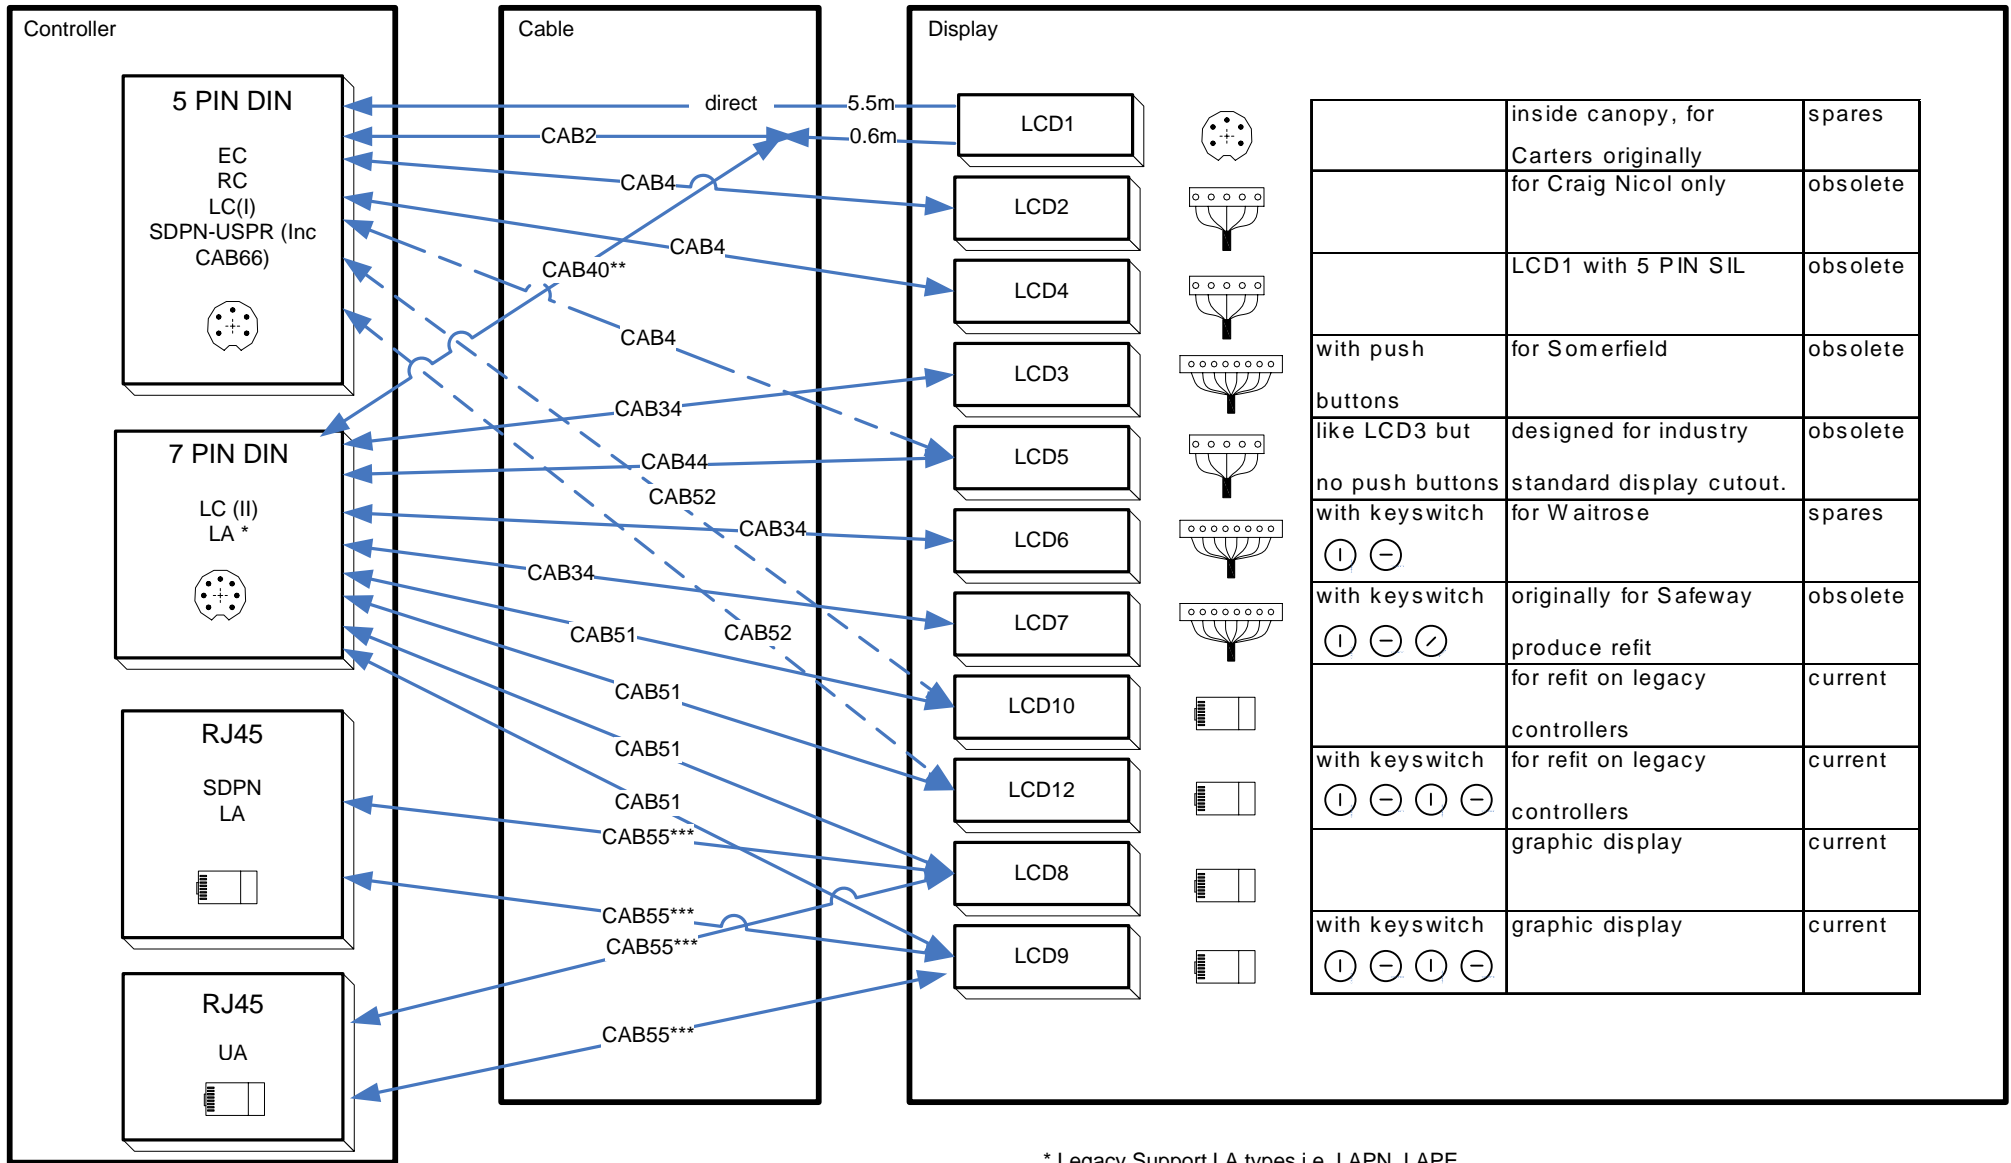 Controller
Cable
Display
5 PIN DIN
EC
RC
LC(I)
SDPN-USPR (Inc
CAB66)
7 PIN DIN
LC (II)
LA *
RJ45
SDPN
LA
RJ45
UA
direct
5.5m
CAB2
0.6m
CAB4
CAB4
CAB40**
CAB4
CAB34
CAB44
CAB52
CAB34
CAB34
CAB51
CAB52
CAB51
CAB51
CAB51
CAB55***
CAB55***
CAB55***
CAB55***
LCD1
inside canopy, for
Carters originally
spares
LCD2
for Craig Nicol only
obsolete
LCD4
LCD1 with 5 PIN SIL
obsolete
LCD3
with push
buttons
for Somerfield
obsolete
LCD5
like LCD3 but
no push buttons
designed for industry
standard display cutout.
obsolete
LCD6
with keyswitch
for Waitrose
spares
LCD7
with keyswitch
originally for Safeway
produce refit
obsolete
LCD10
for refit on legacy
controllers
current
LCD12
with keyswitch
for refit on legacy
controllers
current
LCD8
graphic display
current
LCD9
with keyswitch
graphic display
current
* Legacy Support LA types i.e. LAPN, LAPE